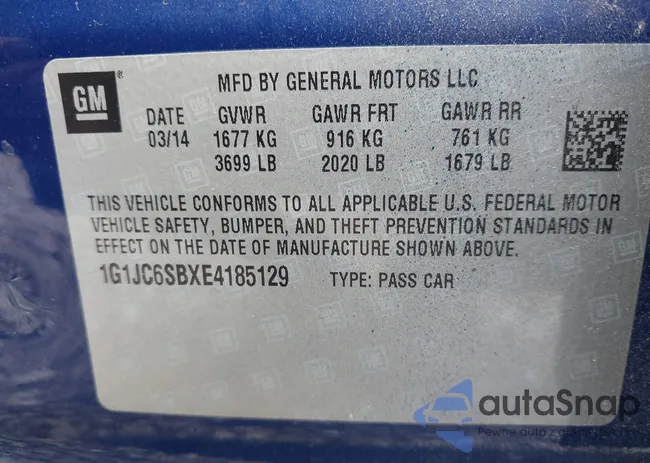 GM
MFD BY GENERAL MOTORS LLC
DATE GVWR GAWR FRT GAWR RR
03/14 1677 KG 916 KG 761 KG
3699 LB 2020 LB 1679 LB
THIS VEHICLE CONFORMS TO ALL APPLICABLE U.S. FEDERAL MOTOR
VEHICLE SAFETY, BUMPER, AND THEFT PREVENTION STANDARDS IN
EFFECT ON THE DATE OF MANUFACTURE SHOWN ABOVE.
1G1JC6SBXE4185129 TYPE: PASS CAR
autaSnap
Pewne auto z